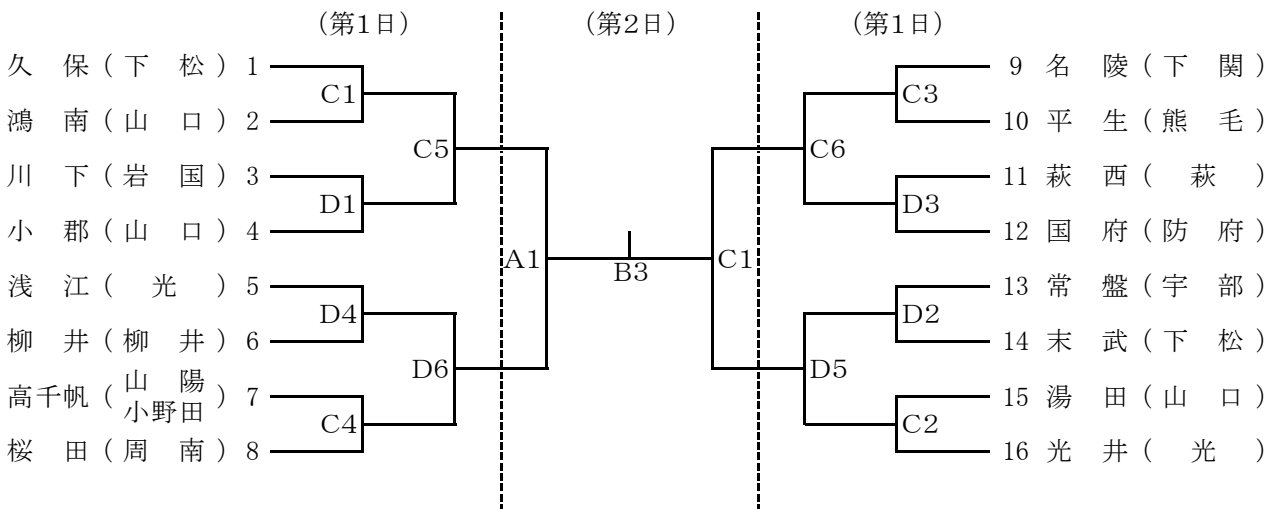 (第1日) (第2日) (第1日)
久 保 ( 下 松 ) 1 9 名 陵 ( 下 関 )
C1 C3
鴻 南 ( 山 口 ) 2 10 平 生 ( 熊 毛 )
C5 C6
川 下 ( 岩 国 ) 3 11 萩 西 ( 萩 )
D1 D3
小 郡 ( 山 口 ) 4 12 国 府 ( 防 府 )
A1 B3 C1
浅 江 ( 光 ) 5 13 常 盤 ( 宇 部 )
D4 D2
柳 井 ( 柳 井 ) 6 14 末 武 ( 下 松 )
D6 D5
高千帆 ( 山 陽 小野田 ) 7 15 湯 田 ( 山 口 )
C4 C2
桜 田 ( 周 南 ) 8 16 光 井 ( 光 )